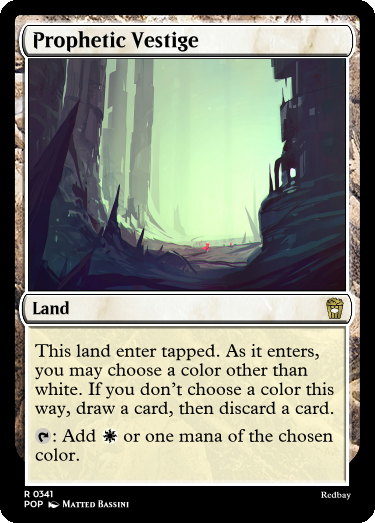 Prophetic Vestige
Land
This land enter tapped. As it enters,
you may choose a color other than
white. If you don't choose a color this
way, draw a card, then discard a card.
: Add or one mana of the chosen
color.
R 0341
Redbay
POP Matted Bassini